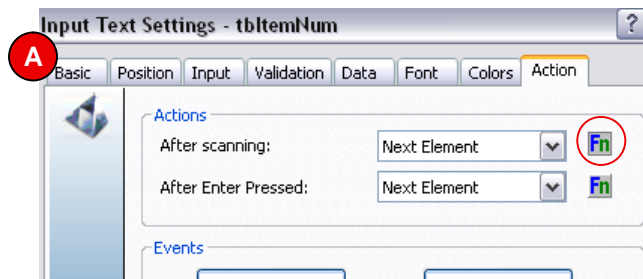 Input Text Settings - tbItemNum ?
A
Basic Position Input Validation Data Font Colors Action
Actions
After scanning: Next Element Fn
After Enter Pressed: Next Element Fn
Events